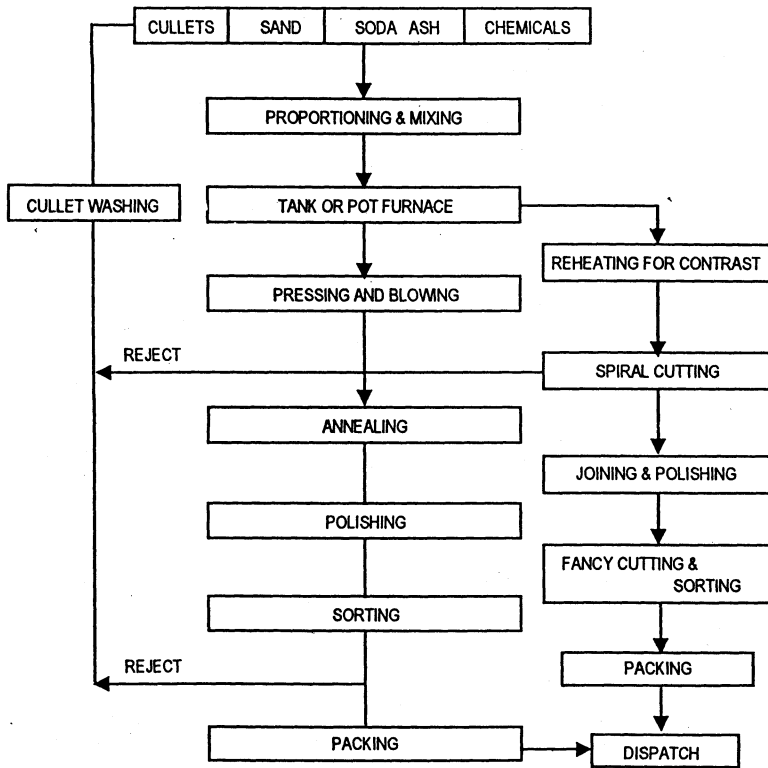 CULLETS SAND SODA ASH CHEMICALS
PROPORTIONING & MIXING
CULLET WASHING
TANK OR POT FURNACE
REHEATING FOR CONTRAST
PRESSING AND BLOWING
REJECT
SPIRAL CUTTING
ANNEALING
JOINING & POLISHING
POLISHING
FANCY CUTTING &
SORTING
SORTING
REJECT
PACKING
PACKING
DISPATCH